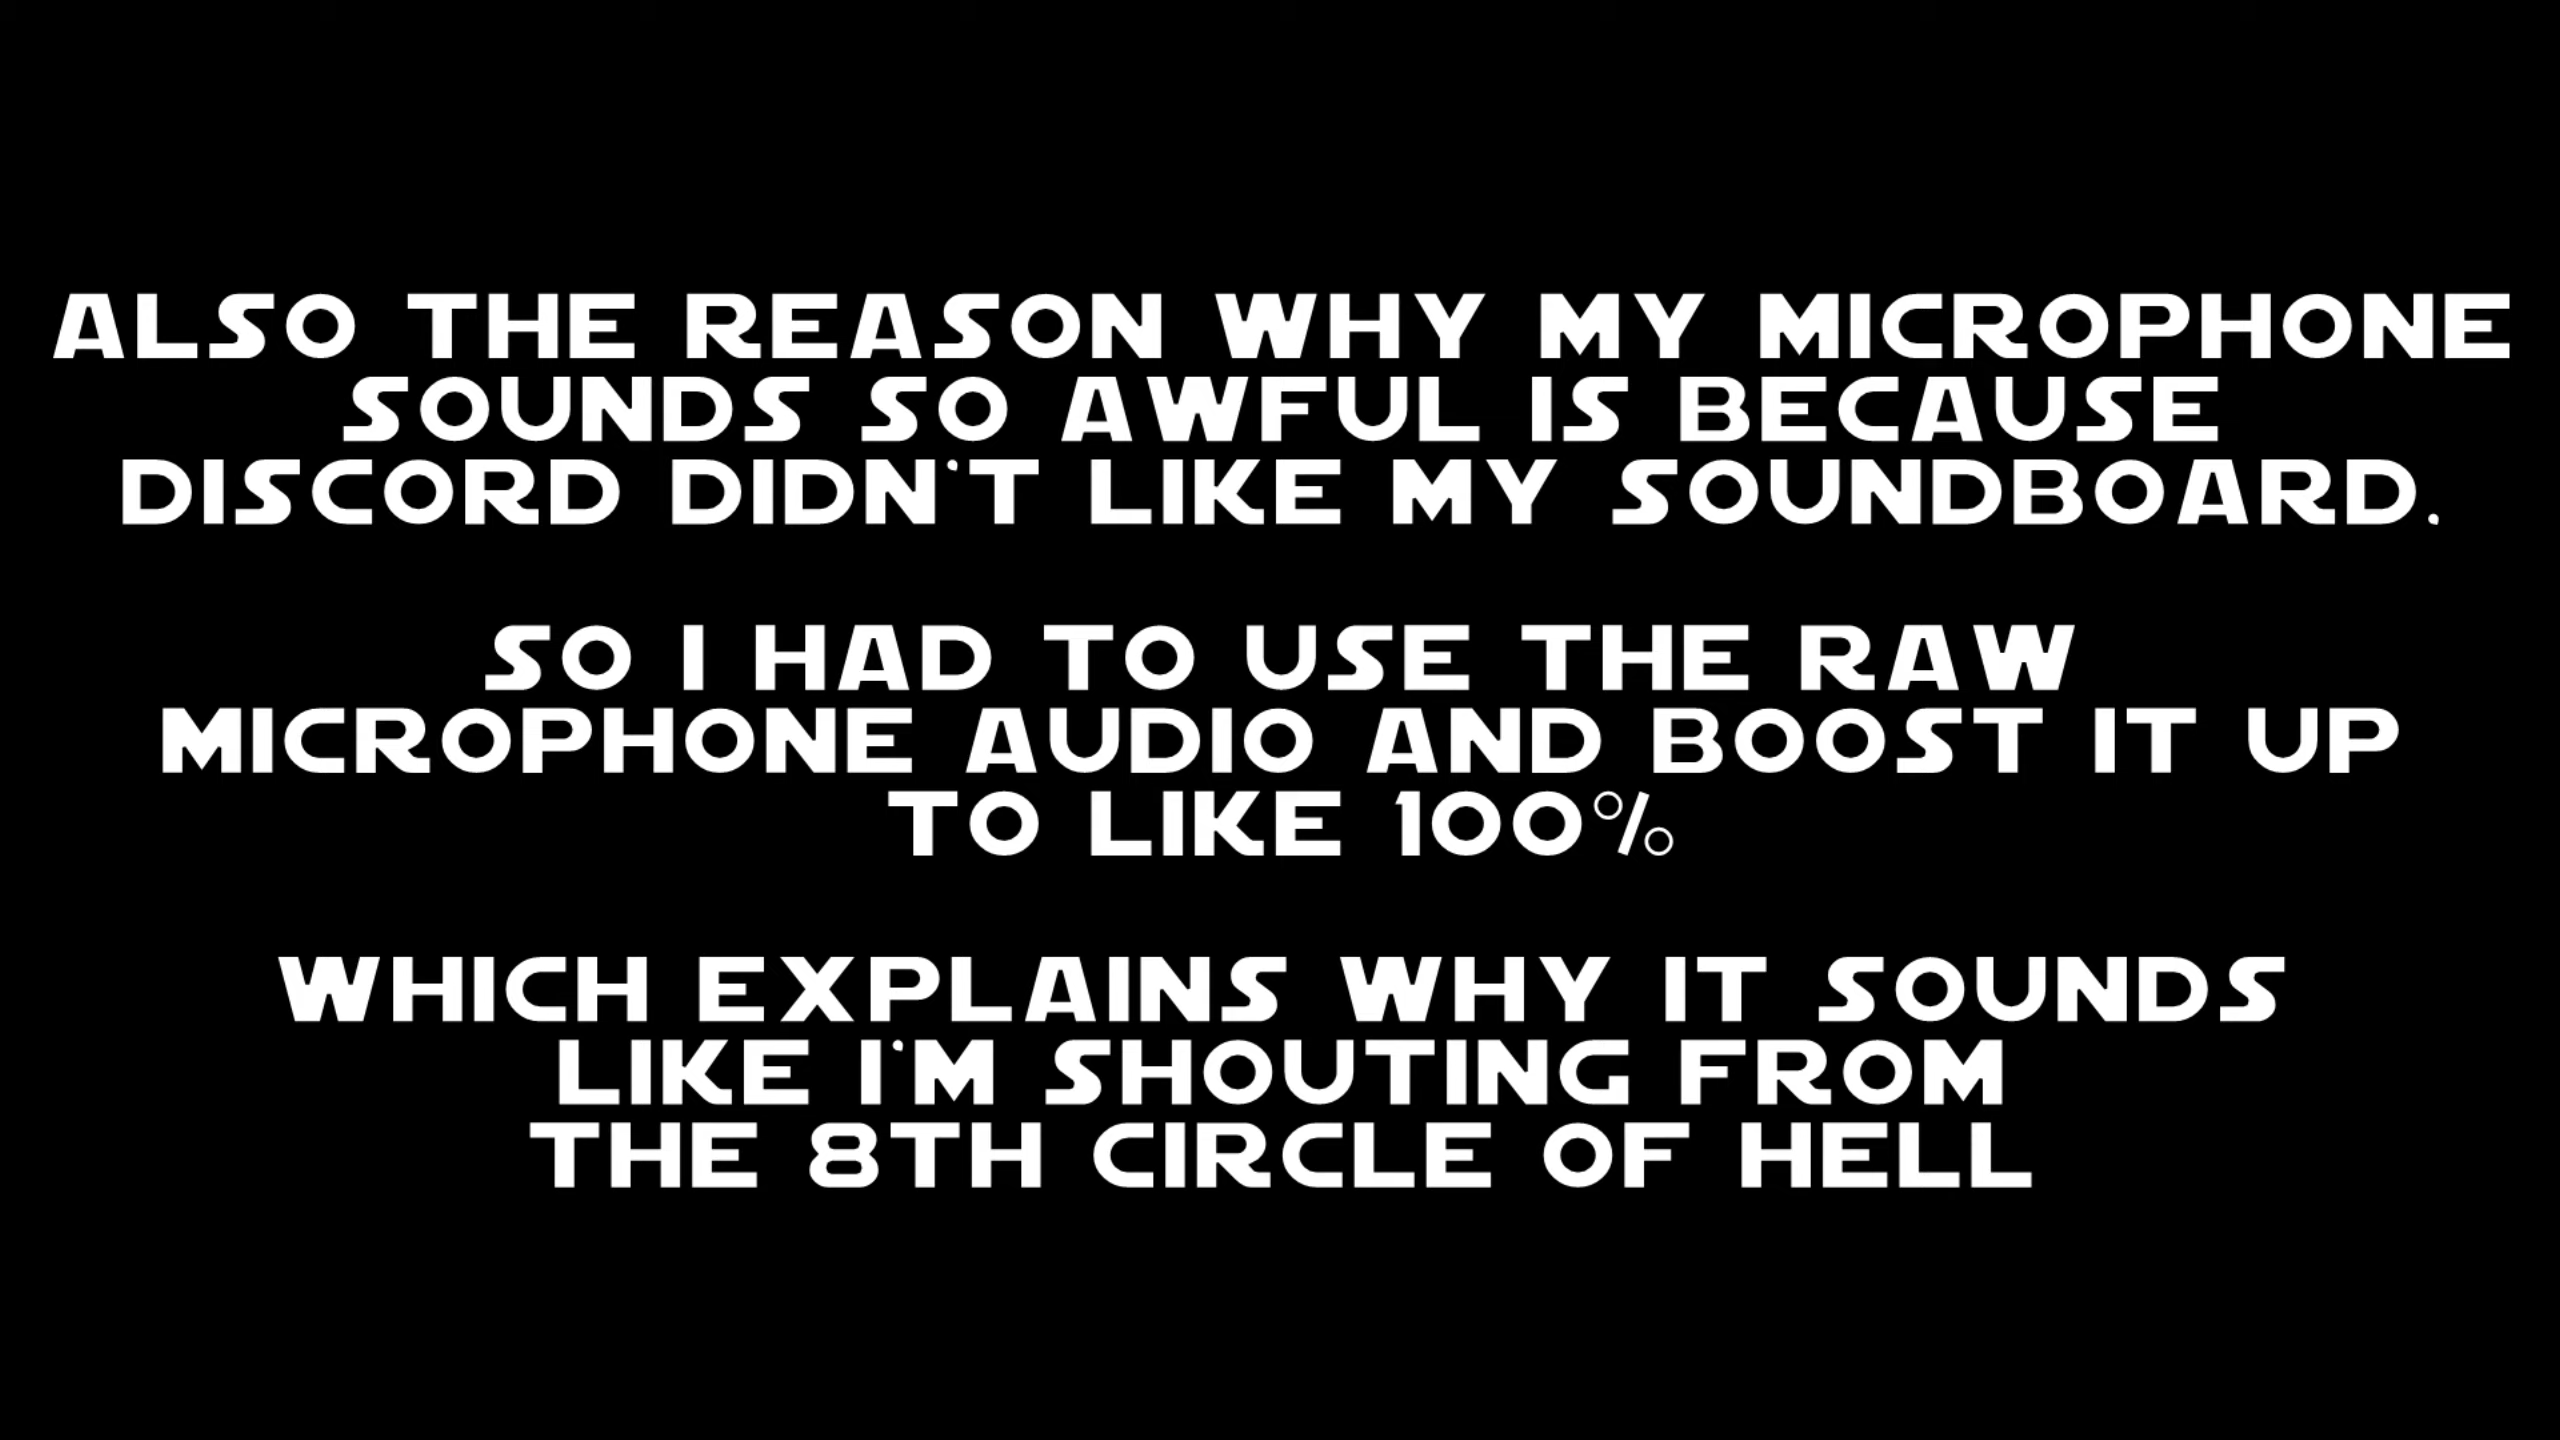 ALSO THE REASON WHY MY MICROPHONE
SOUNDS SO AWFUL IS BECAUSE
DISCORD DIDN'T LIKE MY SOUNDBOARD.
SO I HAD TO USE THE RAW
MICROPHONE AUDIO AND BOOST IT UP
TO LIKE 100%
WHICH EXPLAINS WHY IT SOUNDS
LIKE I'M SHOUTING FROM
THE 8TH CIRCLE OF HELL